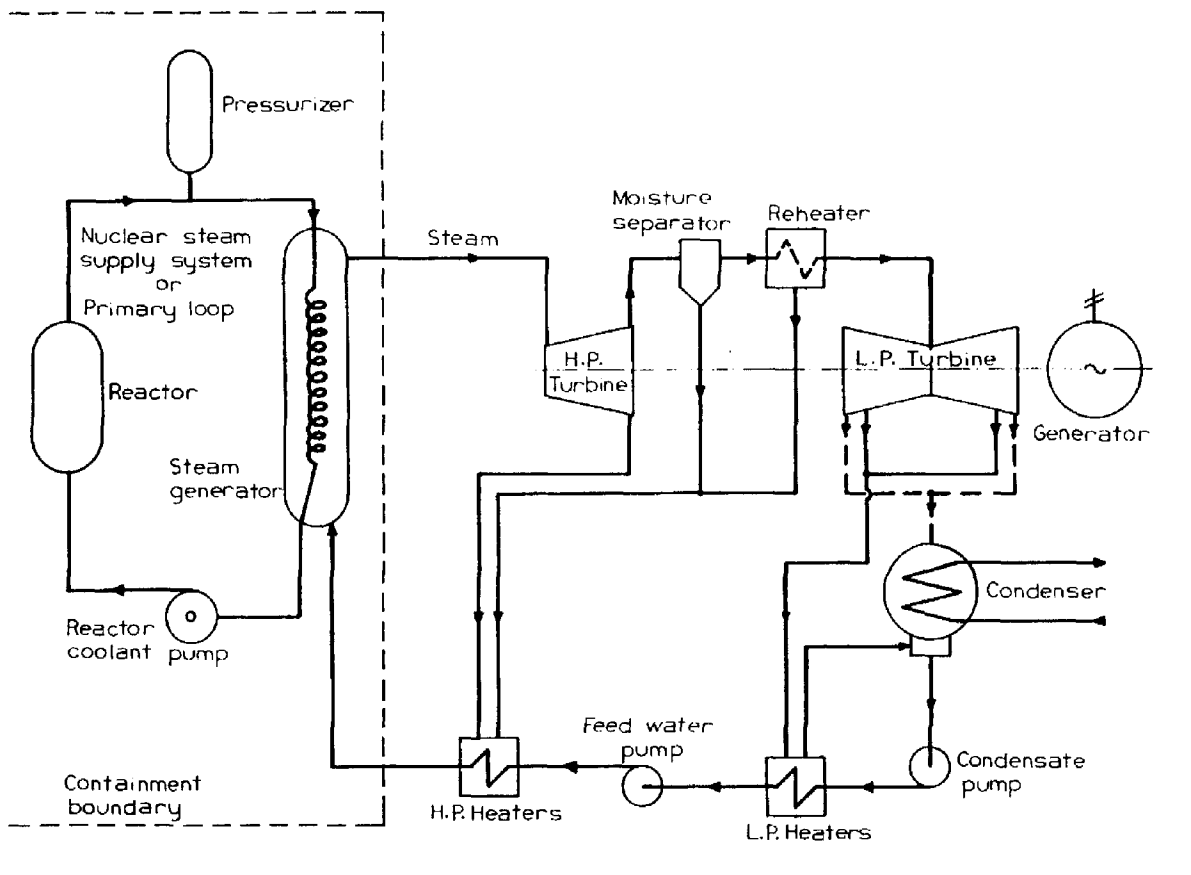 Pressurizer
Nuclear steam
supply system
or
Primary loop
Reactor
Steam
generator
Reactor
coolant pump
Containment
boundary
Steam
Moisture
separator
Reheater
H.P.
Turbine
L.P. Turbine
~
Generator
Condenser
Feed water
pump
Condensate
pump
H.P. Heaters
L.P. Heaters